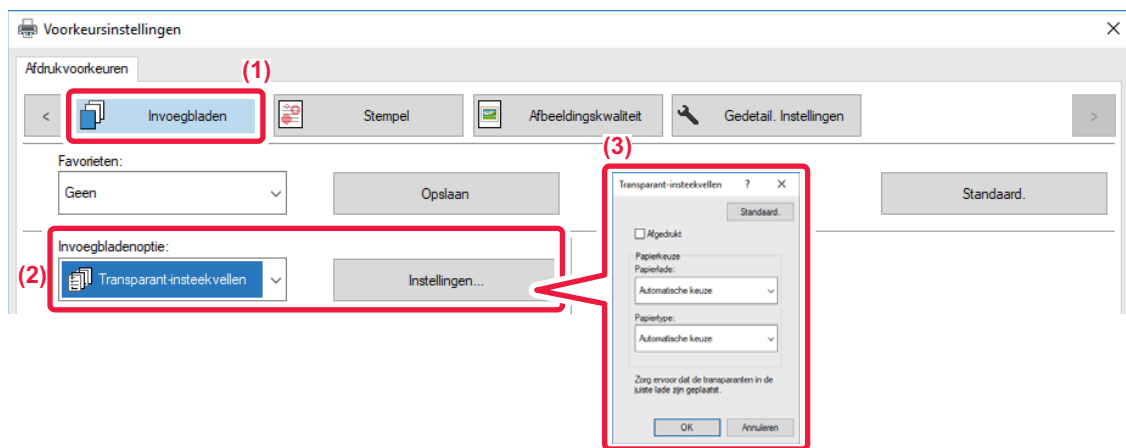 Voorkeursinstellingen
Afdrukvoorkeuren
(1)
< Invoegbladen Stempel Afbeeldingskwaliteit Gedetail. Instellingen >
Favorieten:
Geen Opslaan Standaard.
(2)
Invoegbladenoptie:
Transparant-insteekvellen Instellingen...
(3)
Transparant-insteekvellen ? X
Standaard.
Afgedrukt
Papierkeuze
Papierlade:
Automatische keuze
Papiertype:
Automatische keuze
Zorg ervoor dat de transparanten in de
juiste lade zijn geplaatst.
OK Annuleren